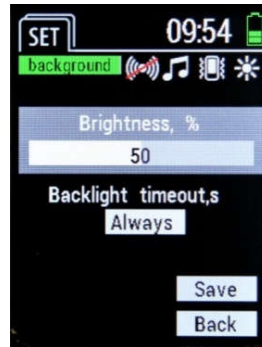 SET 09:54
background
Brightness, %
50
Backlight timeout,s
Always
Save
Back